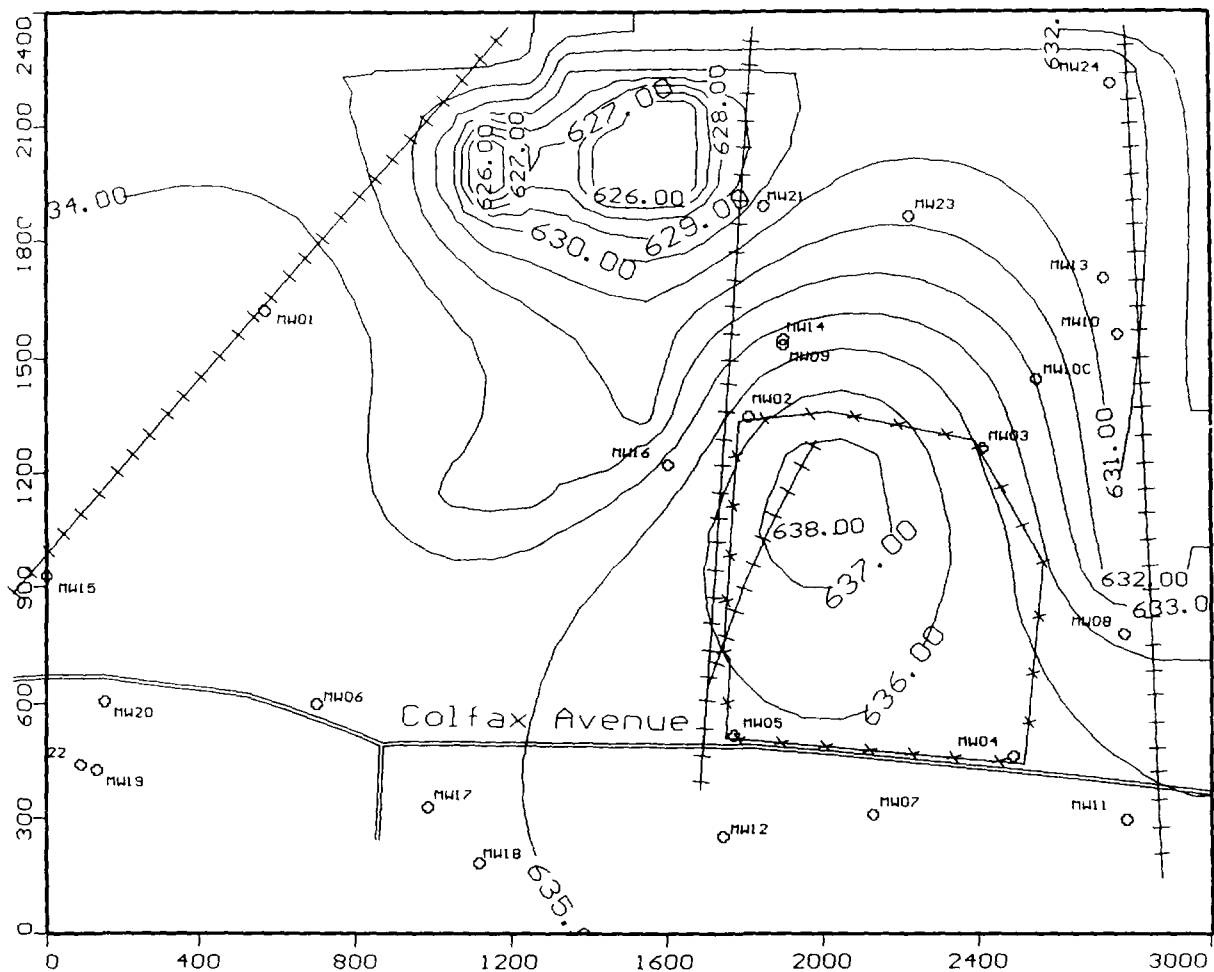 2400
2100
1800
1500
1200
900
600
300
0
632.
MW24
627.00
628.00
626.00
627.00
626.00
34.00
MW21
629.00
630.00
MW23
MW13
MW01
MW14
MW09
MW10
MW10C
MW02
MW03
MW16
631.00
638.00
637.00
632.00
633.0
MW15
MW08
636.00
MW20
MW06
Colfax Avenue
MW05
MW04
22
MW19
MW17
MW07
MW11
MW12
MW18
635.
0
400
800
1200
1600
2000
2400
3000